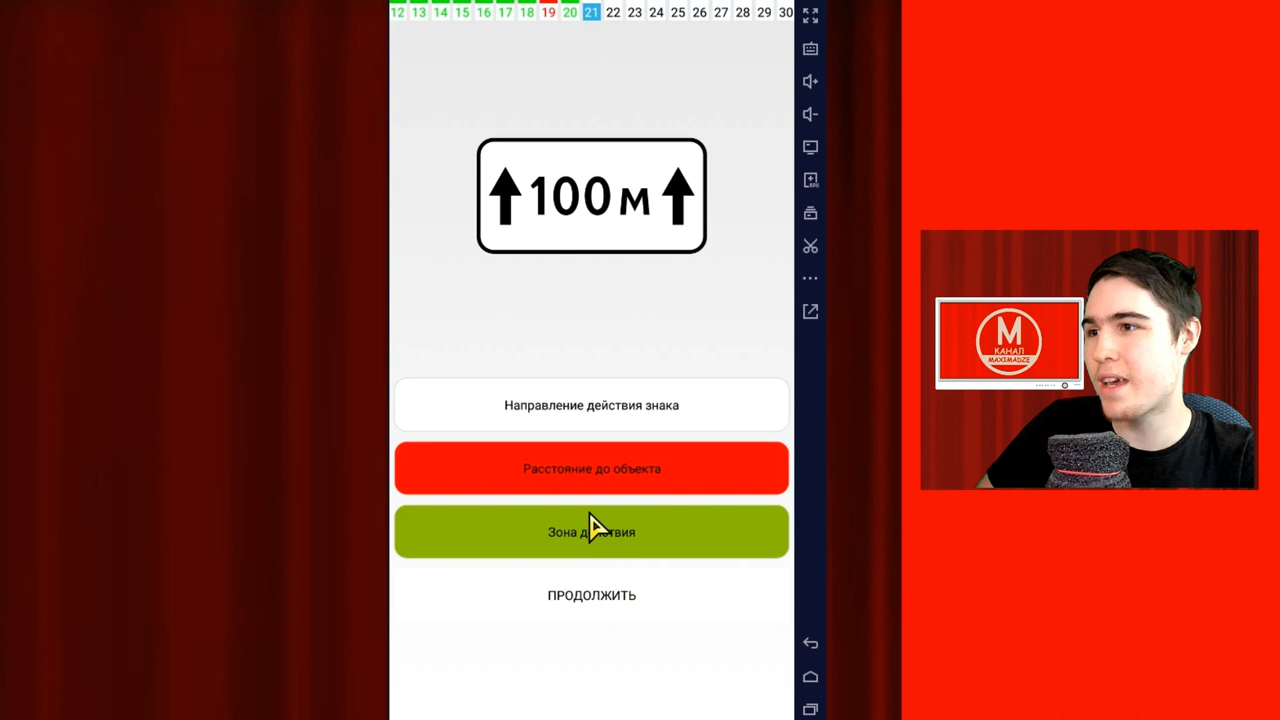 12 13 14 15 16 17 18 19 20 21 22 23 24 25 26 27 28 29 30
100 м
Направление действия знака
Расстояние до объекта
Зона действия
ПРОДОЛЖИТЬ
М
КАНАЛ
MAXIMADZE